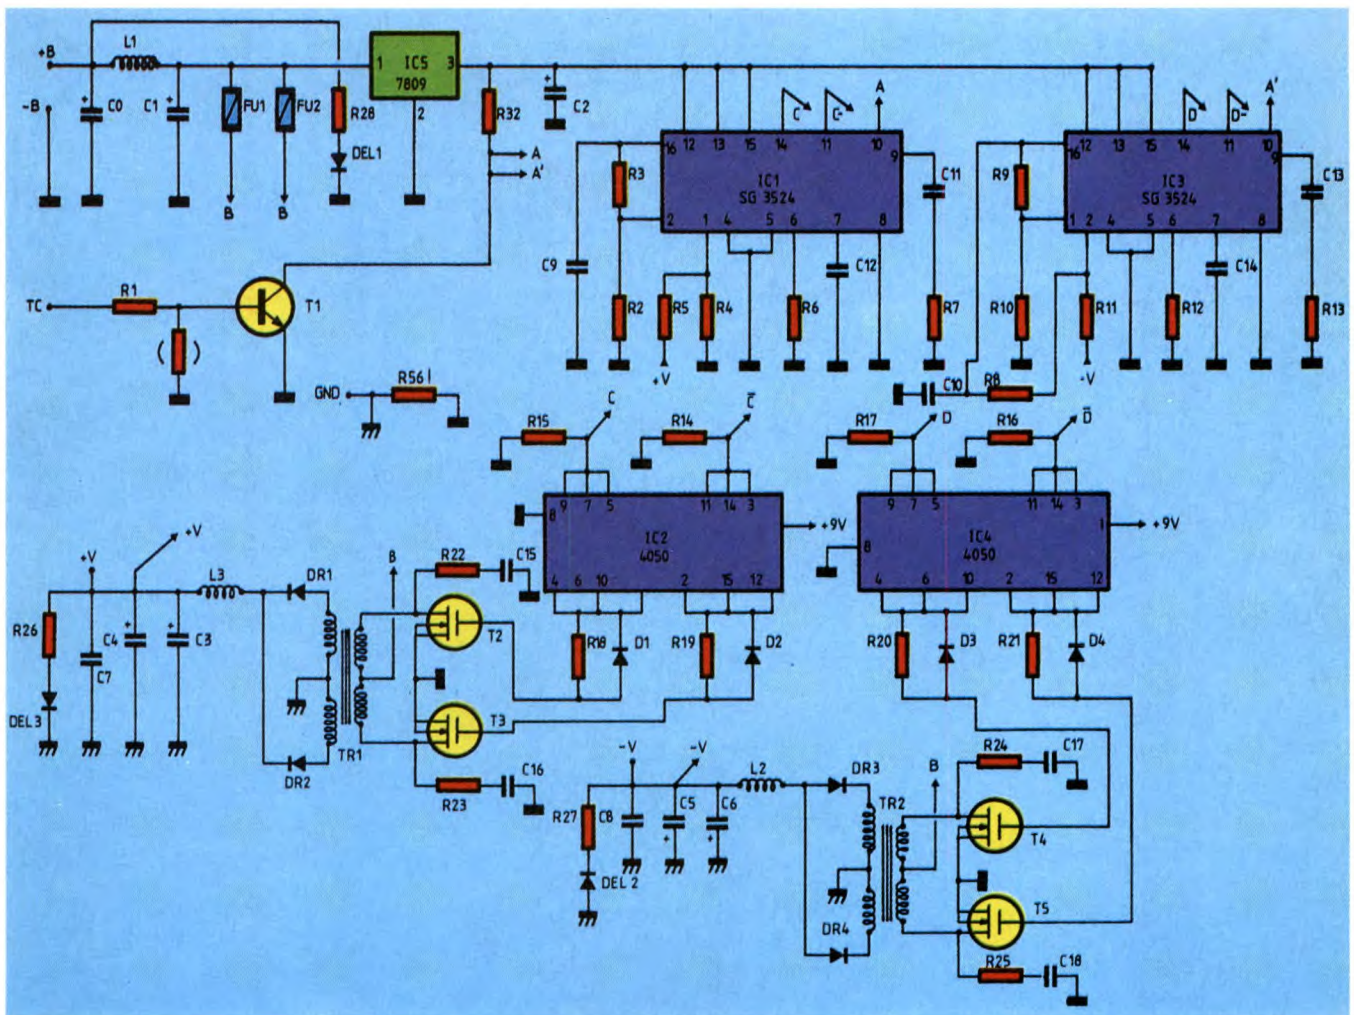 +B
L1
1
IC5
7809
3
2
-B
+
C0
C1
+
FU1
FU2
R28
DEL1
R32
+
C2
A
A'
B
B
TC
R1
T1
( )
GND
R56
C
C-
A
16 12 13 15 14 11 10 9
IC1
SG 3524
2 1 4 5 6 7 8
R3
C9
R2
R5
R4
R6
C12
C11
R7
+V
D
D-
A'
16 12 13 15 14 11 10 9
IC3
SG 3524
1 2 4 5 6 7 8
R9
R10
R11
R12
C14
C13
R13
C10
R8
-V
R15
C
R14
C̅
R17
D
R16
D̅
9 7 5 11 14 3
8
IC2
4050
+9V
4 6 10 2 15 12
9 7 5 11 14 3
8
IC4
4050
1
+9V
4 6 10 2 15 12
R18
D1
R19
D2
R20
D3
R21
D4
+V
+V
L3
DR1
B
R22
C15
T2
R26
C4
+
C7
+
C3
DEL3
DR2
TR1
T3
R23
C16
-V
-V
L2
DR3
TR2
B
R24
C17
R27
C8
C5
+
C6
+
DEL 2
DR4
T4
T5
R25
C18